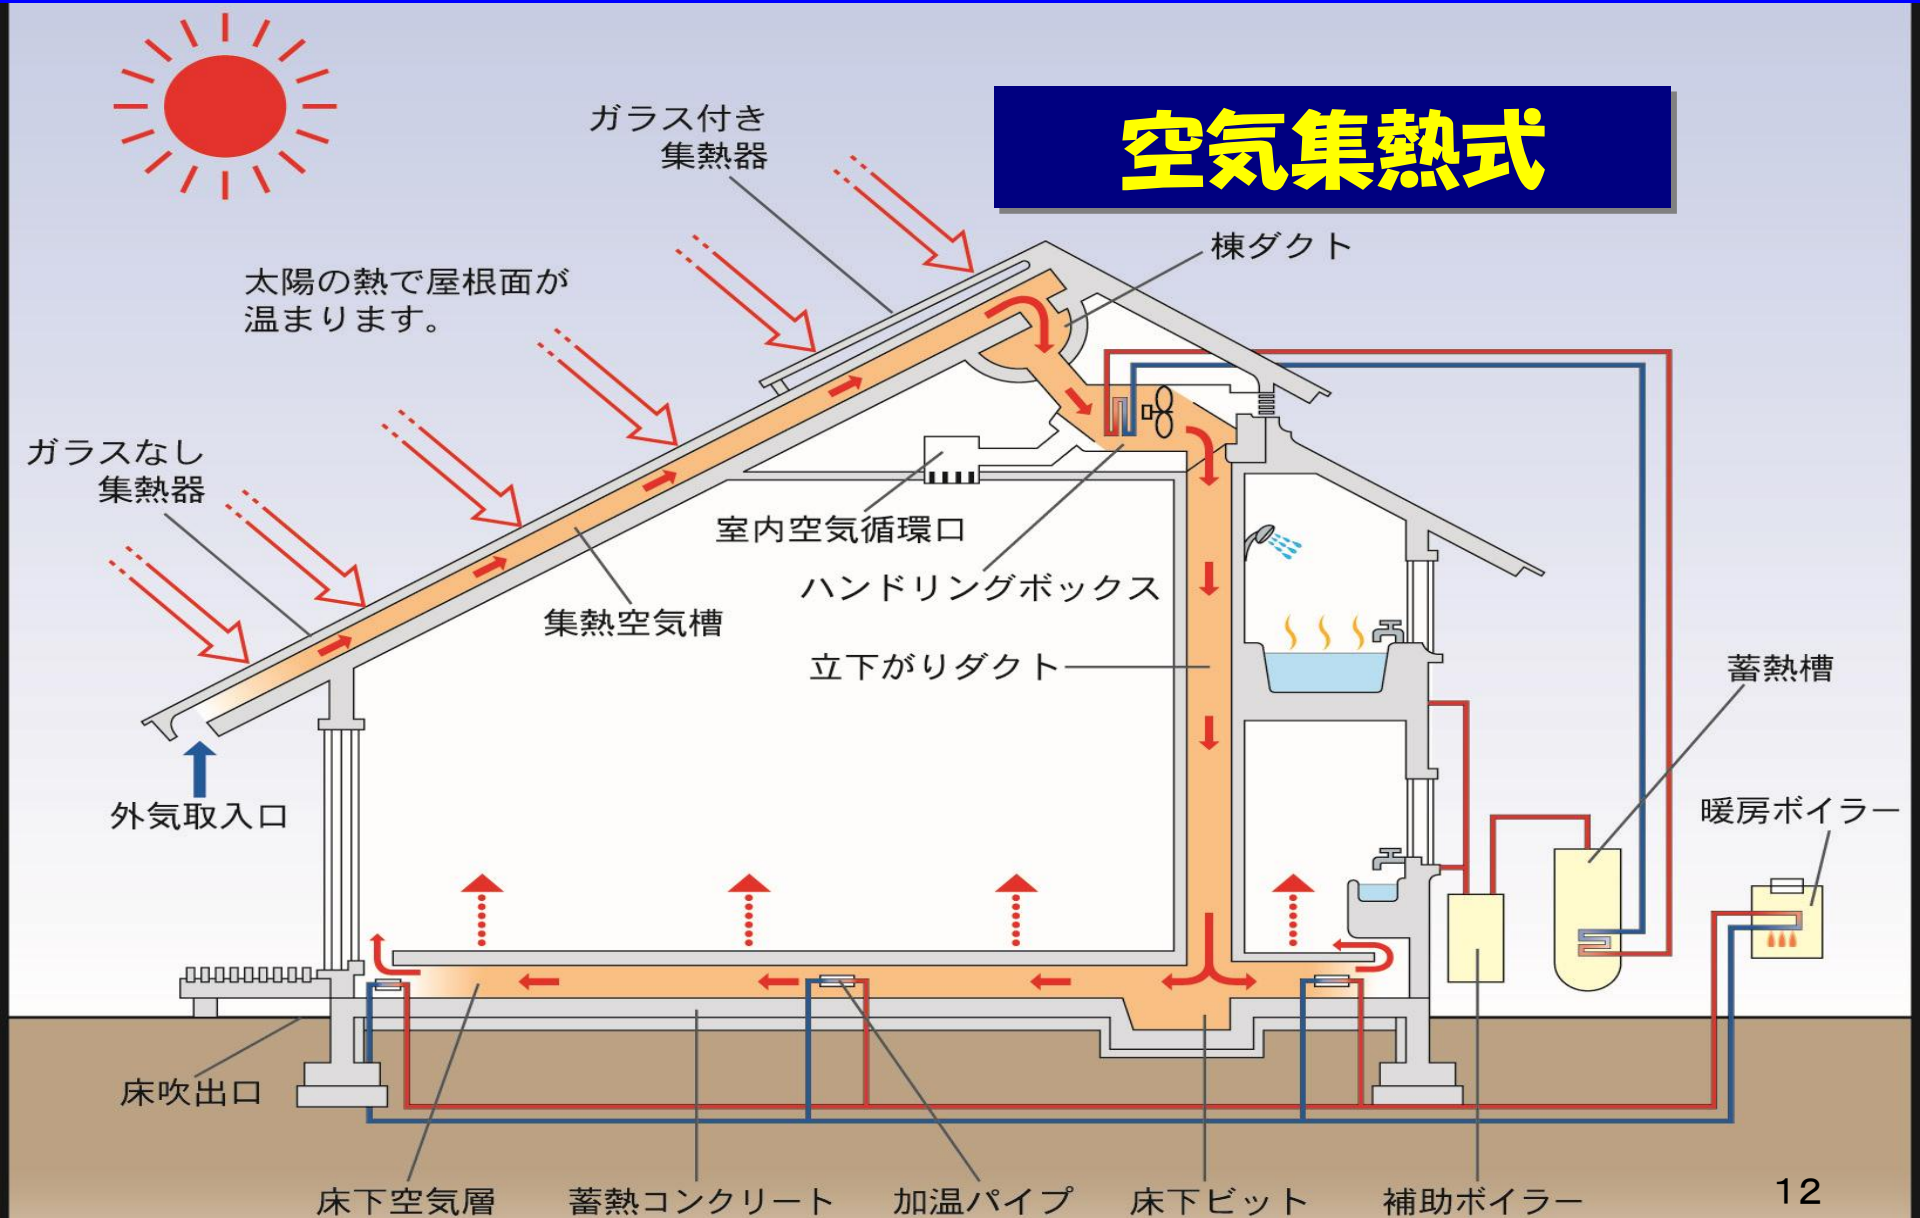 空気集熱式
ガラス付き
集熱器
棟ダクト
太陽の熱で屋根面が
温まります。
ガラスなし
集熱器
室内空気循環口
ハンドリングボックス
集熱空気槽
立下がりダクト
蓄熱槽
外気取入口
暖房ボイラー
床吹出口
床下空気層
蓄熱コンクリート
加温パイプ
床下ピット
補助ボイラー
12